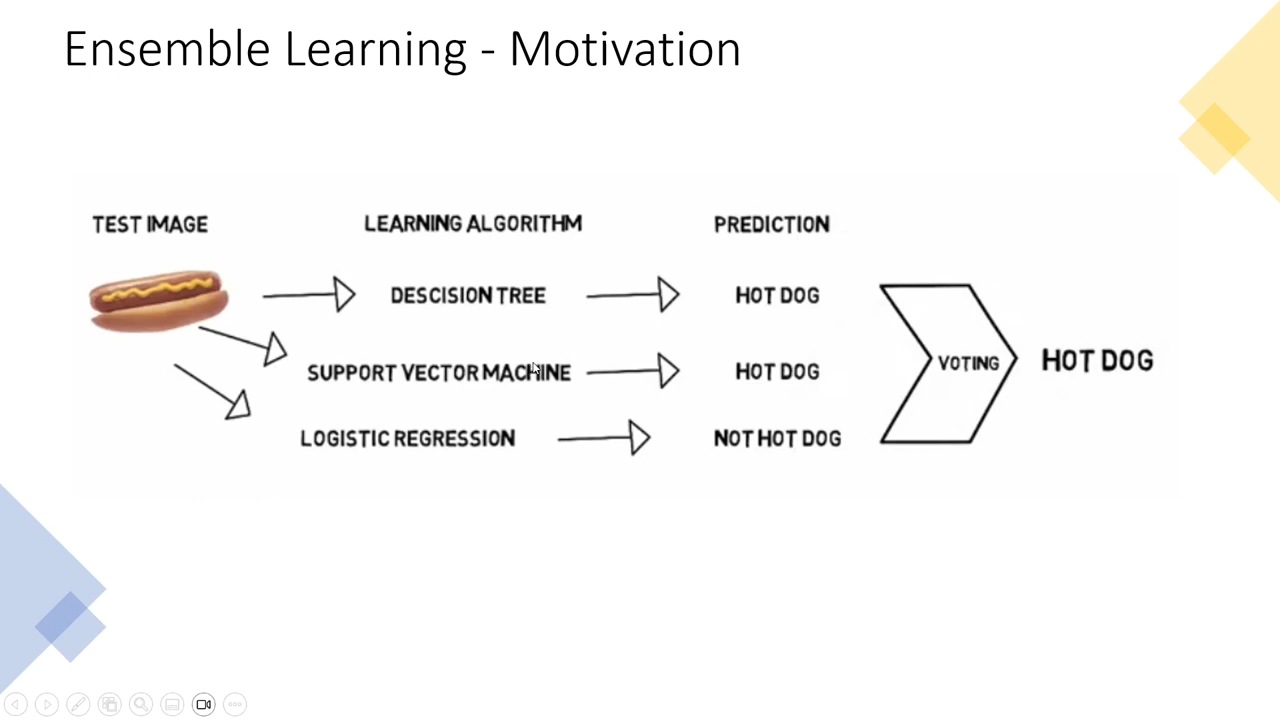 Ensemble Learning - Motivation
TEST IMAGE
LEARNING ALGORITHM
PREDICTION
DESCISION TREE
HOT DOG
SUPPORT VECTOR MACHINE
HOT DOG
VOTING
HOT DOG
LOGISTIC REGRESSION
NOT HOT DOG